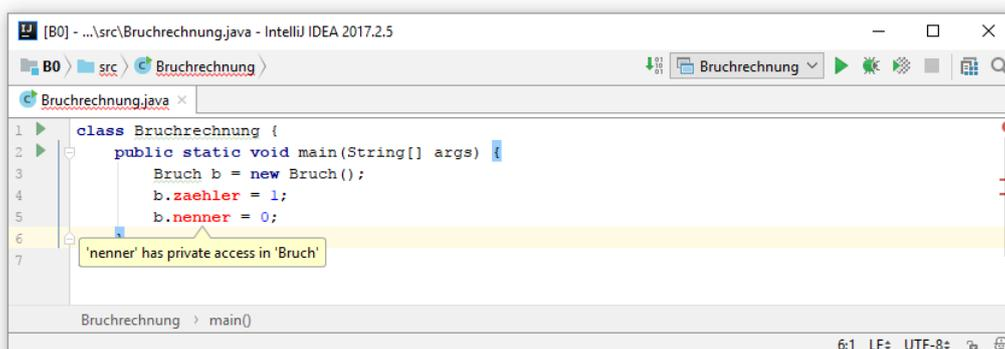 [B0] - ...\src\Bruchrechnung.java - IntelliJ IDEA 2017.2.5
B0 src Bruchrechnung Bruchrechnung
Bruchrechnung.java
1 class Bruchrechnung {
2 public static void main(String[] args) {
3 Bruch b = new Bruch();
4 b.zaehler = 1;
5 b.nenner = 0;
6 }
'nenner' has private access in 'Bruch'
7
Bruchrechnung main()
6:1 LF UTF-8